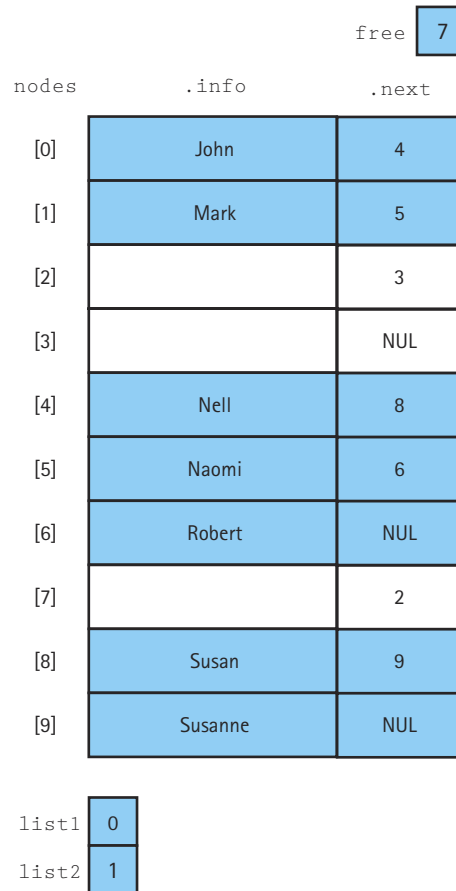 free 7
nodes .info .next
[0] John 4
[1] Mark 5
[2] 3
[3] NUL
[4] Nell 8
[5] Naomi 6
[6] Robert NUL
[7] 2
[8] Susan 9
[9] Susanne NUL
list1 0
list2 1